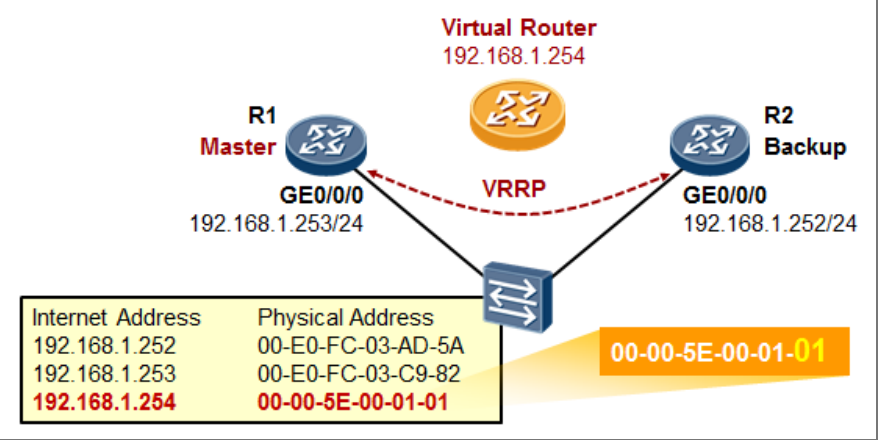 Virtual Router
192.168.1.254
R1
Master
R2
Backup
VRRP
GE0/0/0
192.168.1.253/24
GE0/0/0
192.168.1.252/24
Internet Address Physical Address
192.168.1.252 00-E0-FC-03-AD-5A
192.168.1.253 00-E0-FC-03-C9-82
192.168.1.254 00-00-5E-00-01-01
00-00-5E-00-01-01